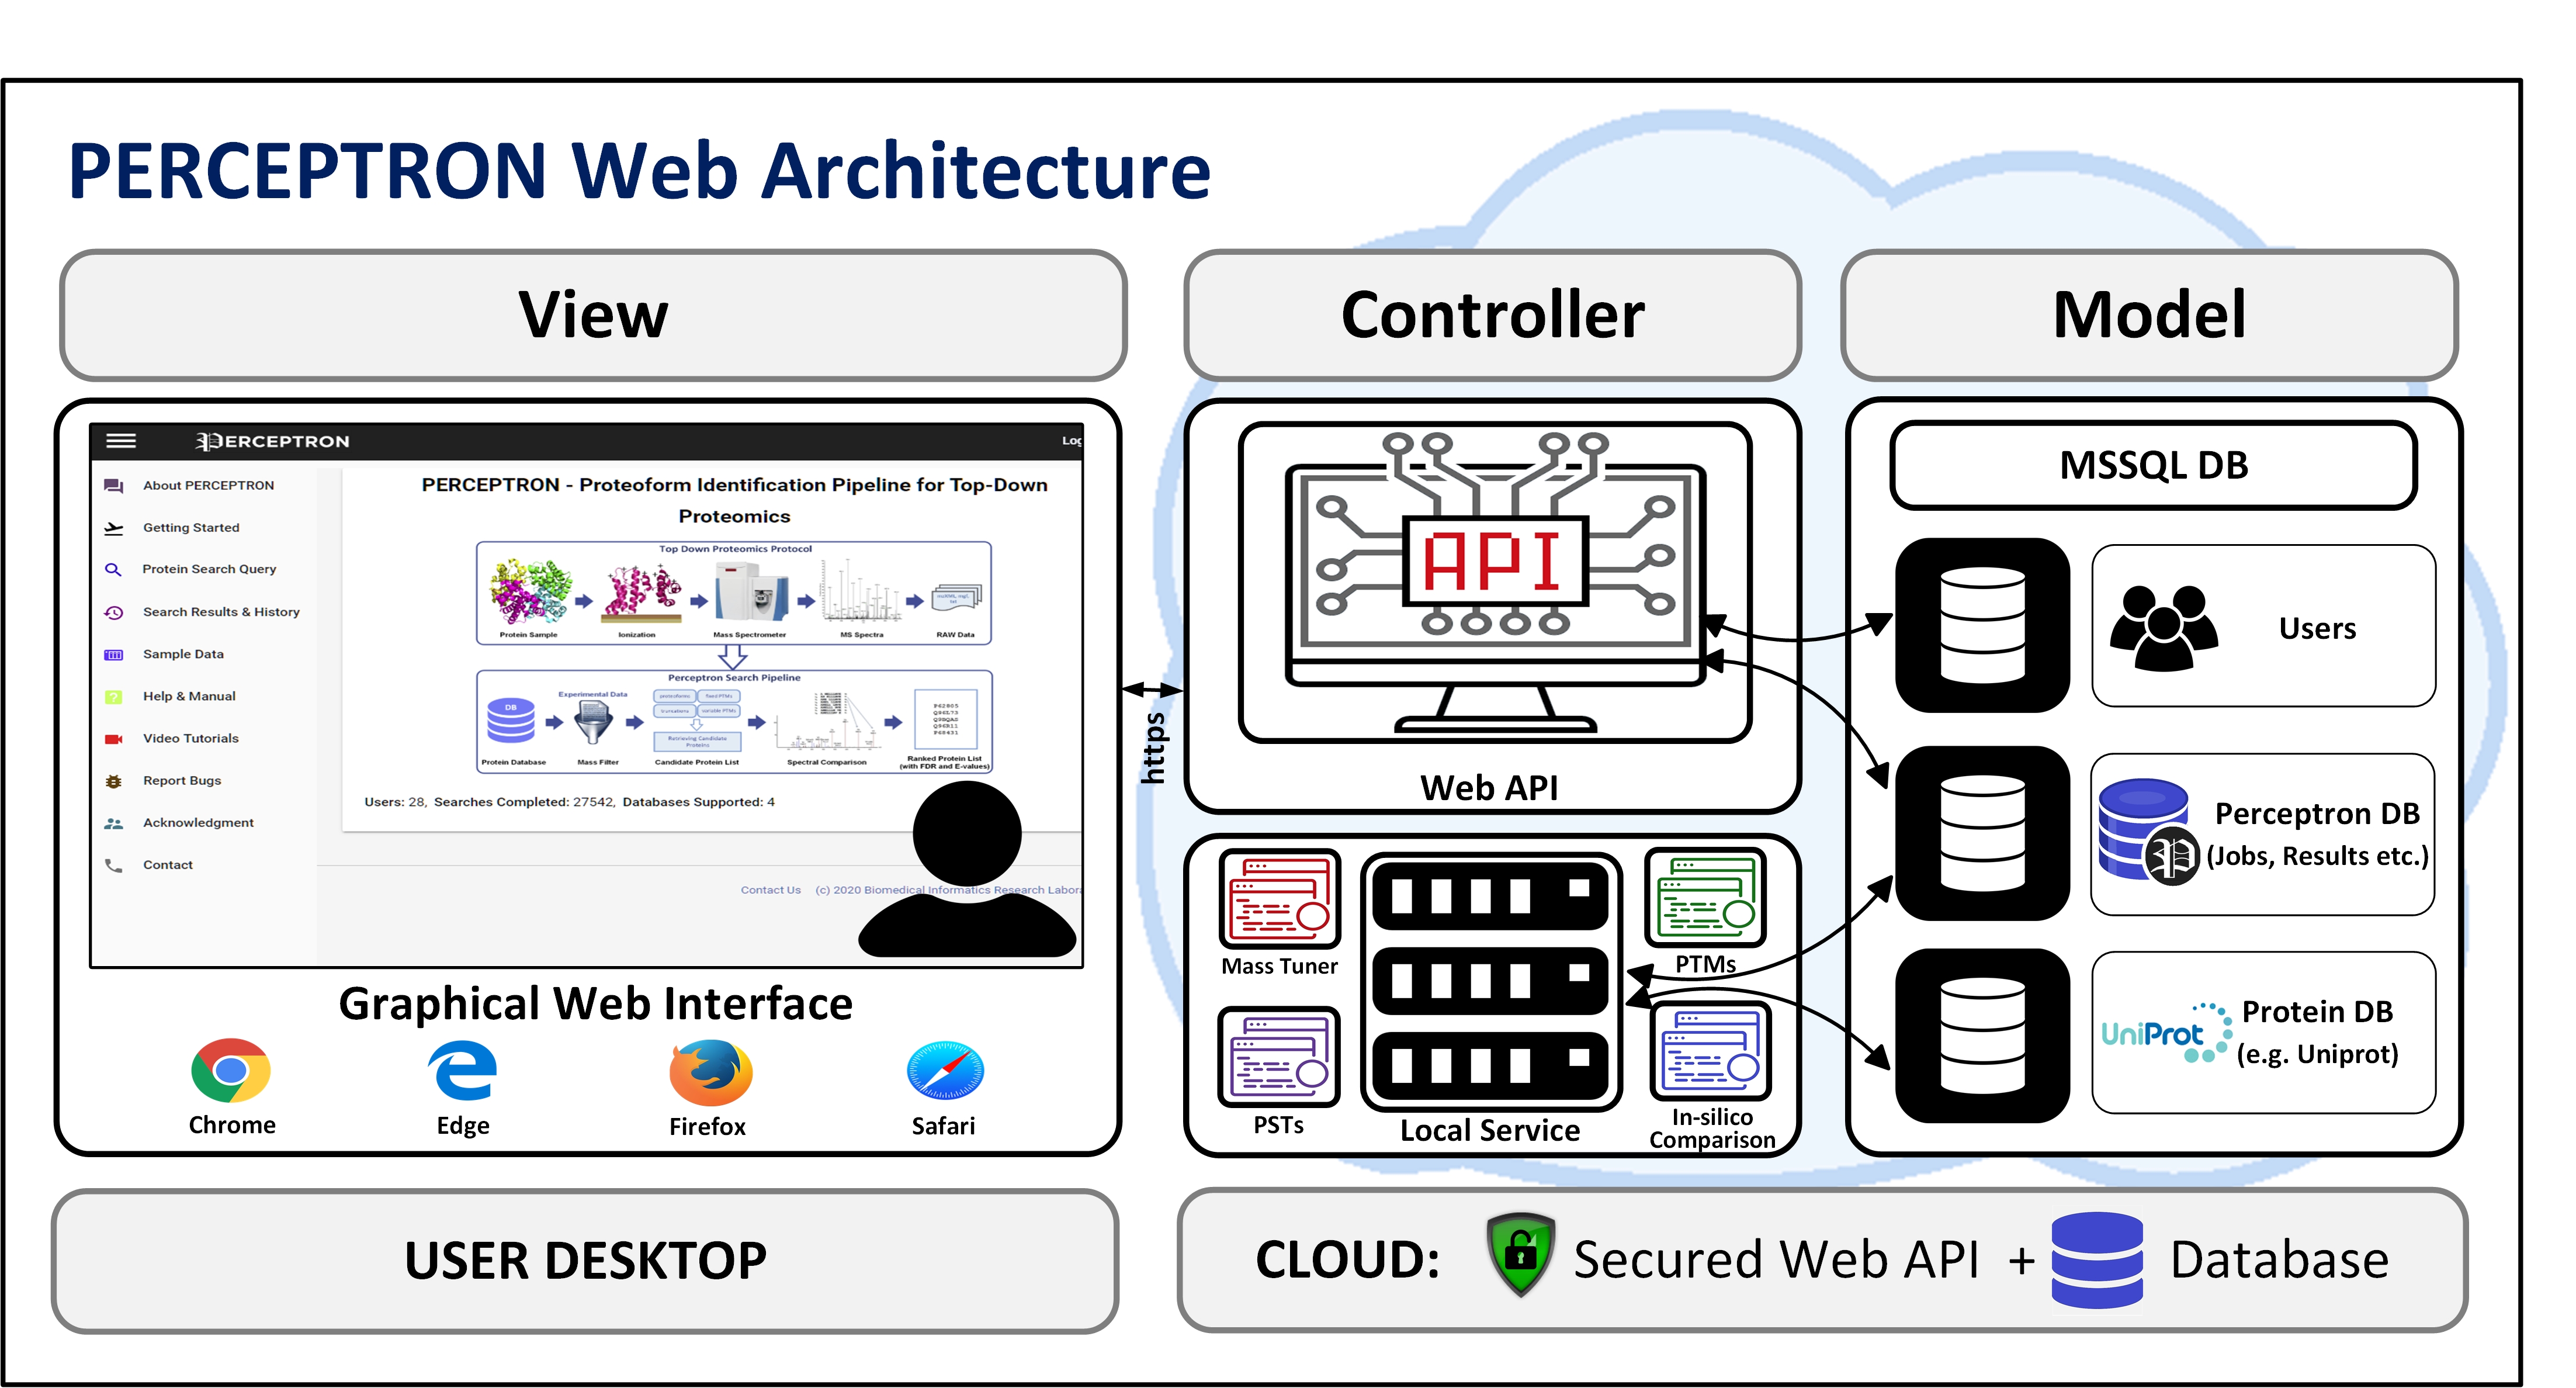 PERCEPTRON Web Architecture
View
Controller
Model
PERCEPTRON
Log
About PERCEPTRON
Getting Started
Protein Search Query
Search Results & History
Sample Data
Help & Manual
Video Tutorials
Report Bugs
Acknowledgment
Contact
PERCEPTRON - Proteoform Identification Pipeline for Top-Down
Proteomics
Top Down Proteomics Protocol
Protein Sample
Ionization
Mass Spectrometer
MS Spectra
RAW Data
Perceptron Search Pipeline
Experimental Data
DB
Retrieving Candidate
Proteins
Protein Database
Mass Filter
Candidate Protein List
Spectral Comparison
Ranked Protein List
(with FDR and E-values)
Users: 28, Searches Completed: 27542, Databases Supported: 4
Contact Us (c) 2020 Biomedical Informatics Research Labora
Graphical Web Interface
Chrome
Edge
Firefox
Safari
https
API
Web API
Mass Tuner
PTMs
PSTs
Local Service
In-silico
Comparison
MSSQL DB
Users
Perceptron DB
(Jobs, Results etc.)
UniProt
Protein DB
(e.g. Uniprot)
USER DESKTOP
CLOUD: Secured Web API + Database